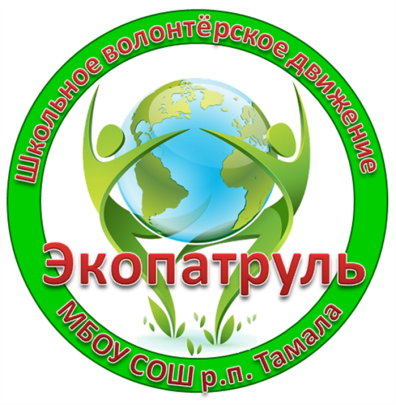 Школьное волонтёрское движение
Экопатруль
МБОУ СОШ р.п. Тамала